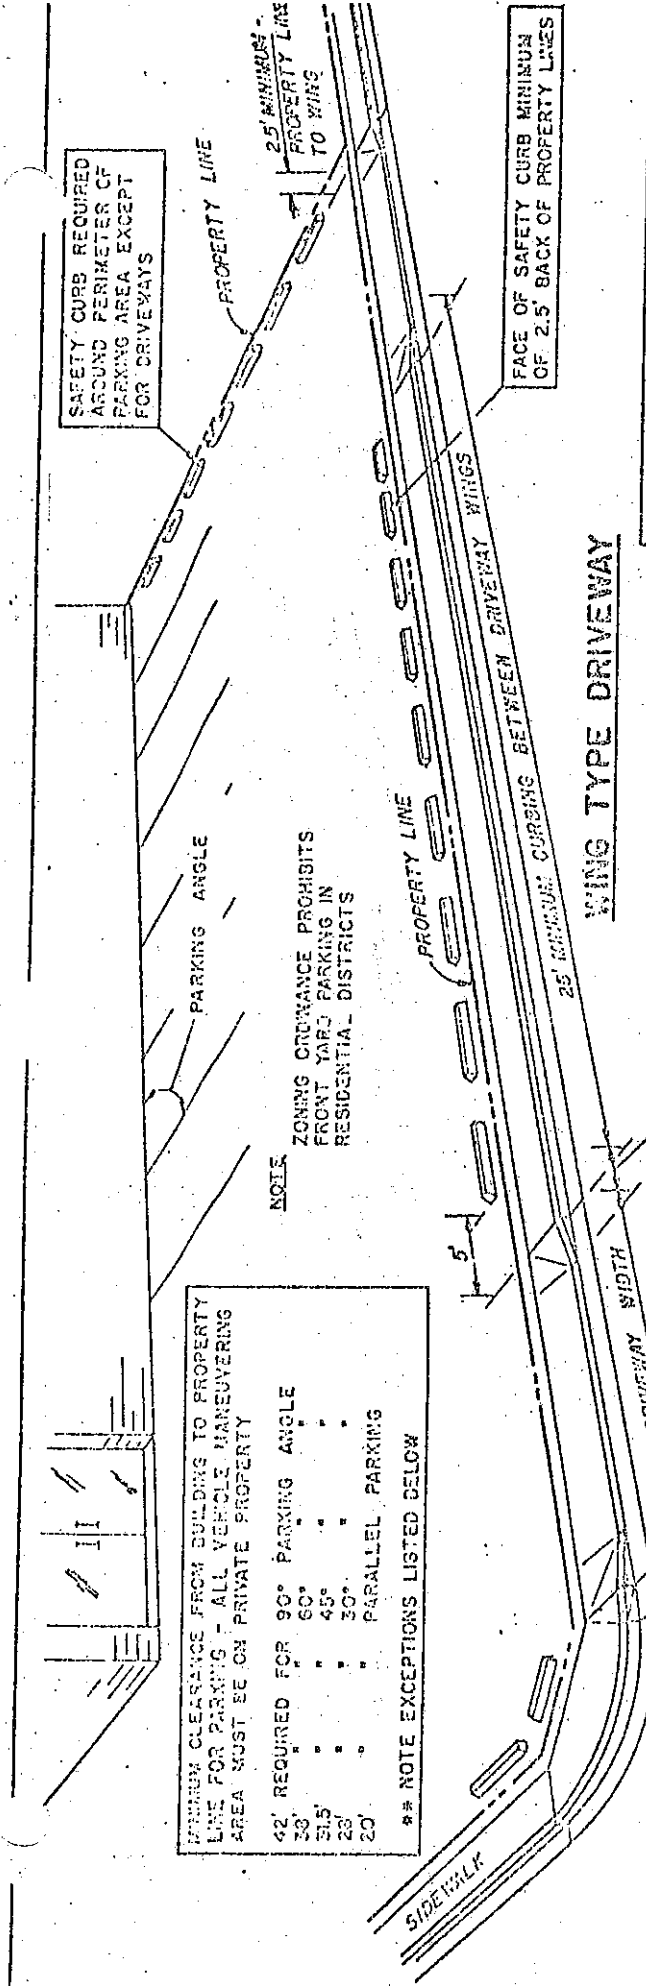 SAFETY CURB REQUIRED
AROUND PERIMETER OF
PARKING AREA EXCEPT
FOR DRIVEWAYS
PROPERTY LINE
25' MINIMUM -
PROPERTY LINE
TO WING
PARKING ANGLE
NOTE
ZONING ORDINANCE PROHIBITS
FRONT YARD PARKING IN
RESIDENTIAL DISTRICTS
MINIMUM CLEARANCE FROM BUILDING TO PROPERTY
LINE FOR PARKING - ALL VEHICLE MANEUVERING
AREA MUST BE ON PRIVATE PROPERTY
42' REQUIRED FOR 90° PARKING ANGLE
38' " " 60° " "
31.5' " " 45° " "
" " 30° " "
20' " PARALLEL PARKING
** NOTE EXCEPTIONS LISTED BELOW
PROPERTY LINE
5'
SIDEWALK
FACE OF SAFETY CURB MINIMUM
OF 2.5' BACK OF PROPERTY LINES
25' MINIMUM CURBING BETWEEN DRIVEWAY WINGS
DRIVEWAY WIDTH
WING TYPE DRIVEWAY